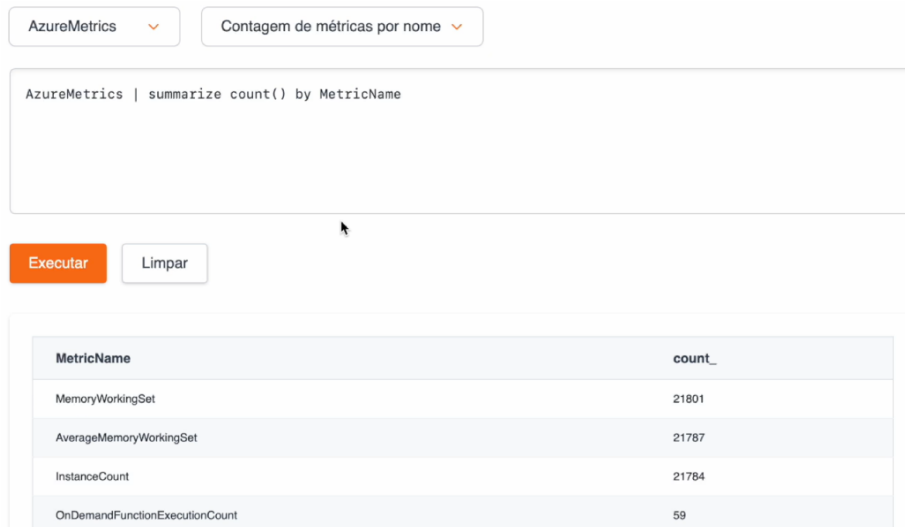 AzureMetrics Contagem de métricas por nome
AzureMetrics | summarize count() by MetricName
Executar Limpar
MetricName count_
MemoryWorkingSet 21801
AverageMemoryWorkingSet 21787
InstanceCount 21784
OnDemandFunctionExecutionCount 59